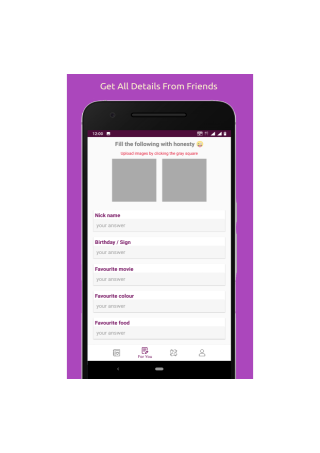 Get All Details From Friends
12:00
Fill the following with honesty 😄
Upload images by clicking the gray square
Nick name
your answer
Birthday / Sign
your answer
Favourite movie
your answer
Favourite colour
your answer
Favourite food
your answer
For You